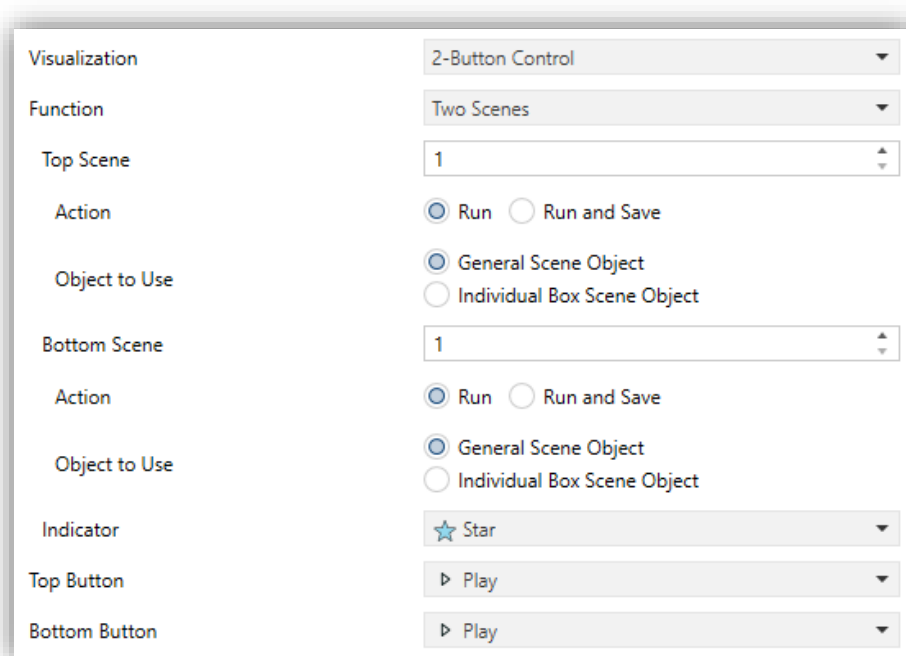 Visualization 2-Button Control
Function Two Scenes
Top Scene 1
Action Run Run and Save
Object to Use General Scene Object
Individual Box Scene Object
Bottom Scene 1
Action Run Run and Save
Object to Use General Scene Object
Individual Box Scene Object
Indicator Star
Top Button Play
Bottom Button Play